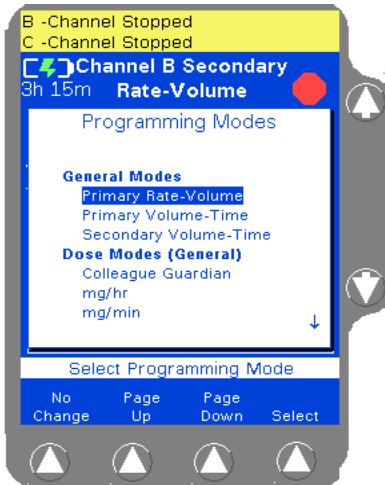 B -Channel Stopped
C -Channel Stopped
Channel B Secondary
3h 15m Rate-Volume
Programming Modes
General Modes
Primary Rate-Volume
Primary Volume-Time
Secondary Volume-Time
Dose Modes (General)
Colleague Guardian
mg/hr
mg/min
↓
Select Programming Mode
No Page Page
Change Up Down Select